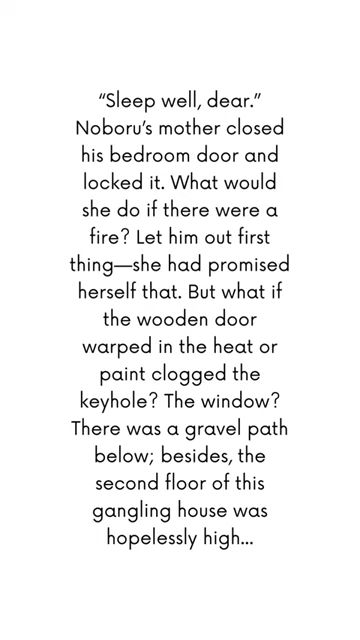 “Sleep well, dear.”
Noboru’s mother closed
his bedroom door and
locked it. What would
she do if there were a
fire? Let him out first
thing—she had promised
herself that. But what if
the wooden door
warped in the heat or
paint clogged the
keyhole? The window?
There was a gravel path
below; besides, the
second floor of this
gangling house was
hopelessly high...